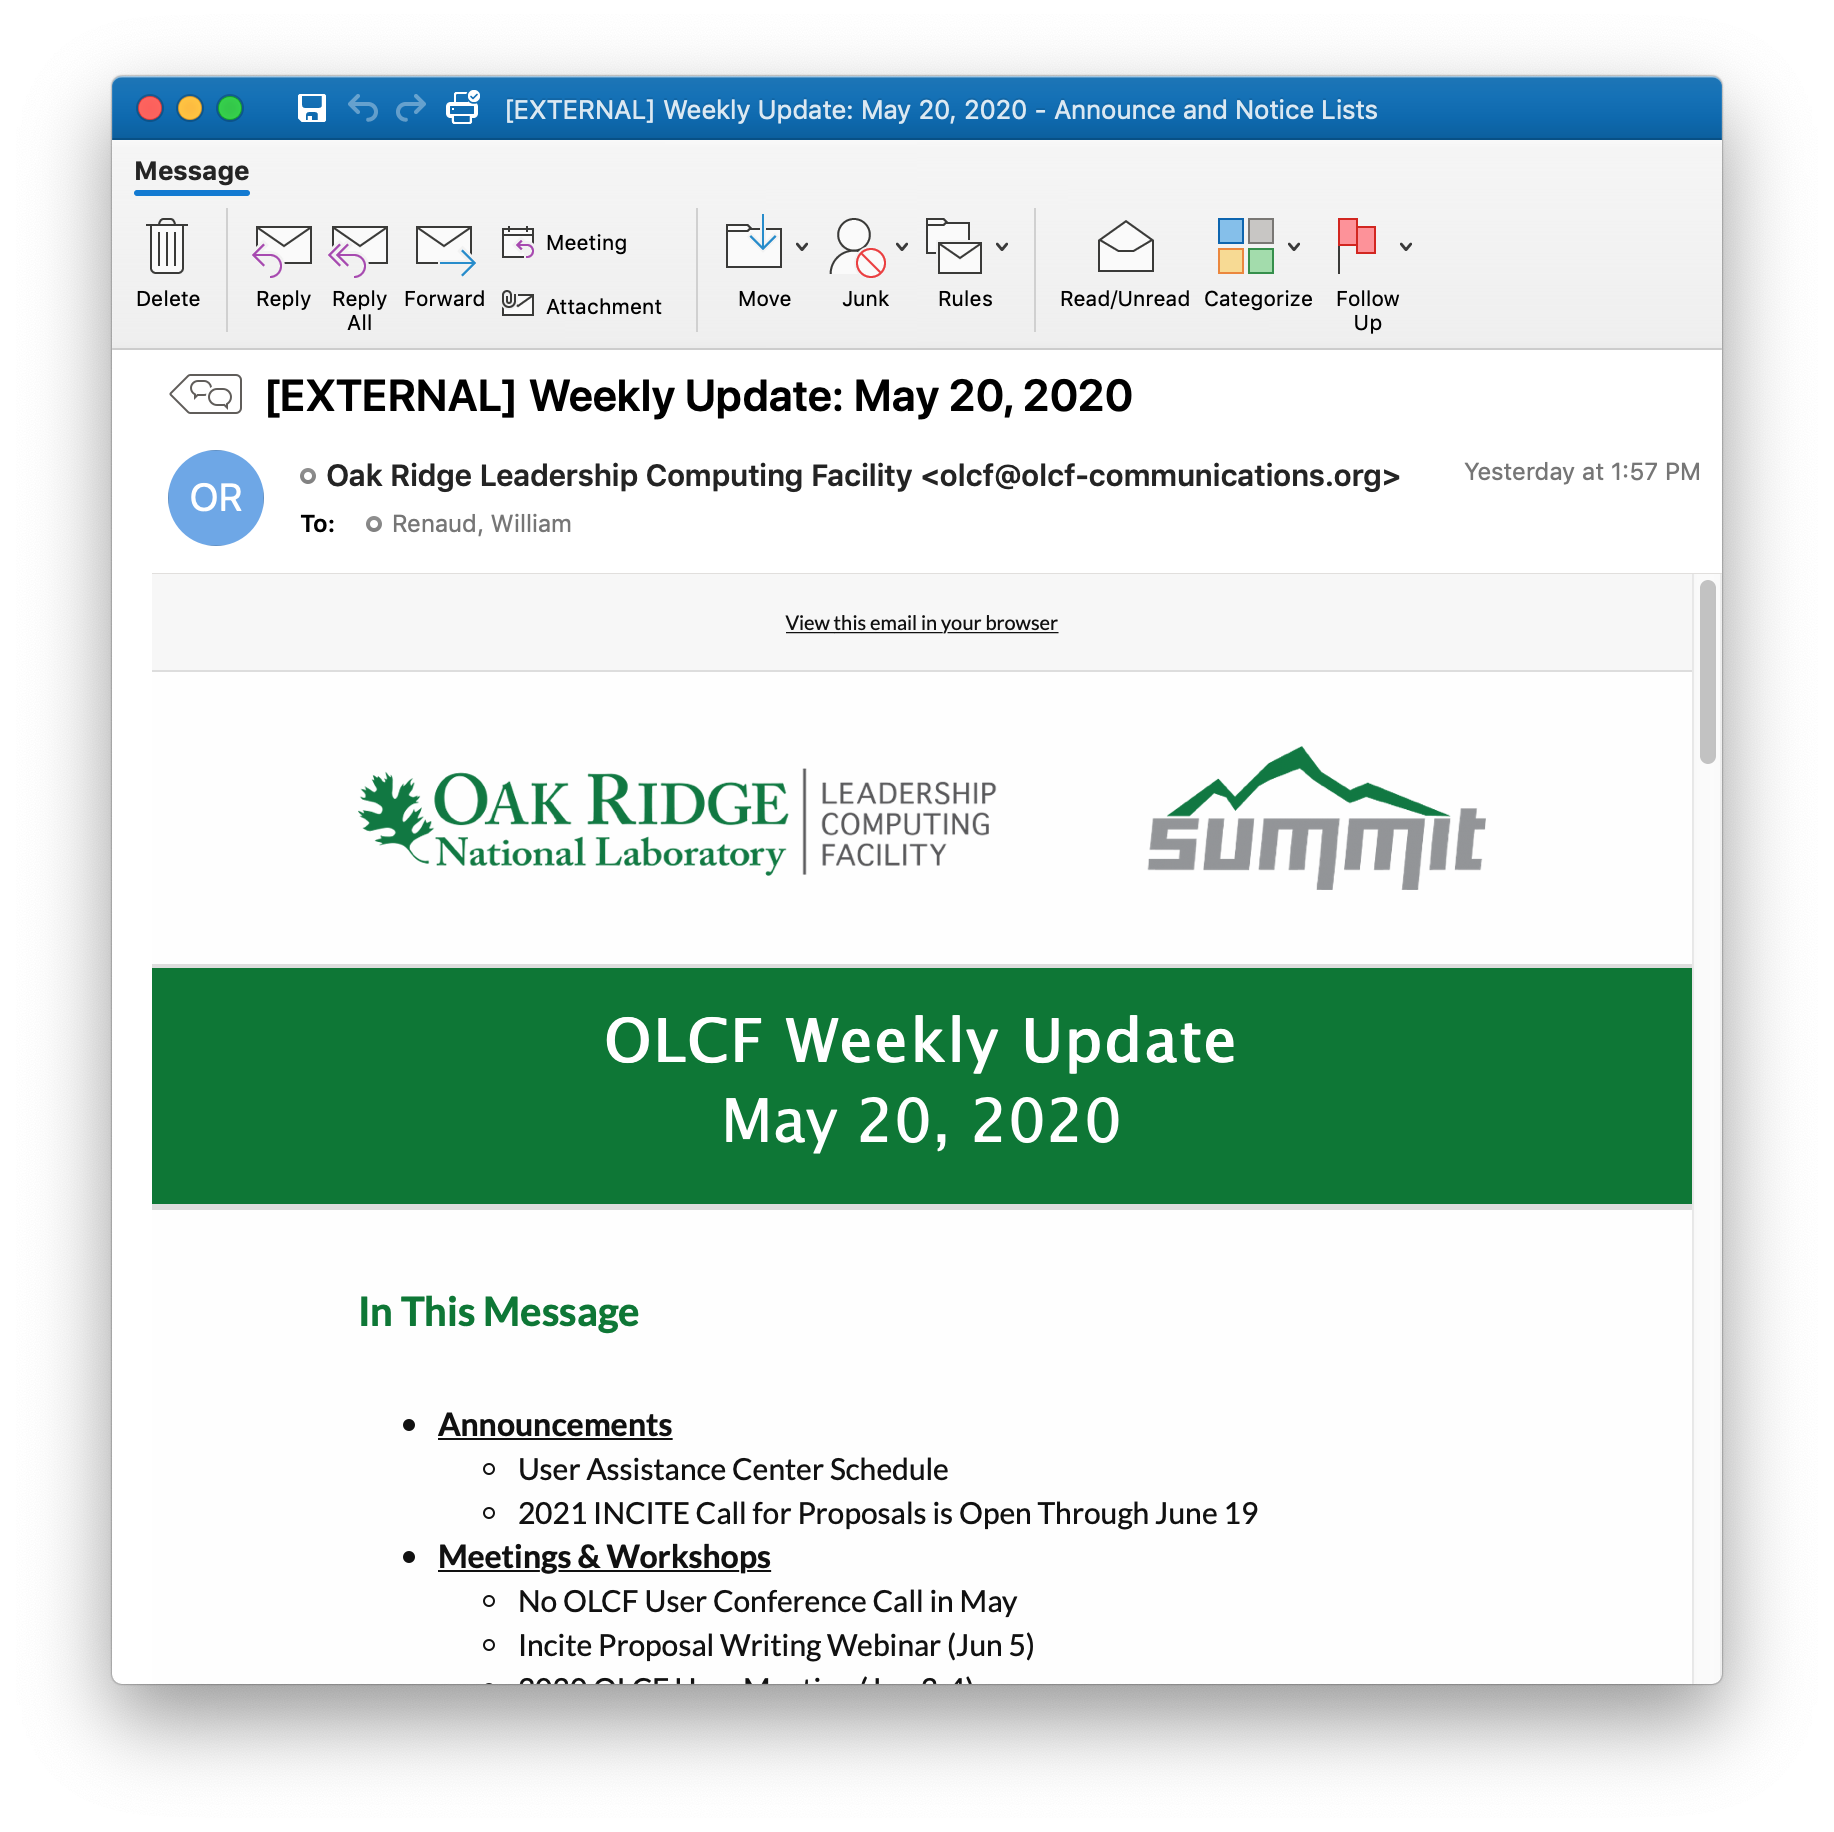 [EXTERNAL] Weekly Update: May 20, 2020 - Announce and Notice Lists
Message
Delete
Reply
Reply All
Forward
Meeting
Attachment
Move
Junk
Rules
Read/Unread
Categorize
Follow Up
[EXTERNAL] Weekly Update: May 20, 2020
OR
Oak Ridge Leadership Computing Facility <olcf@olcf-communications.org>
Yesterday at 1:57 PM
To: Renaud, William
View this email in your browser
OAK RIDGE
National Laboratory
LEADERSHIP
COMPUTING
FACILITY
summit
OLCF Weekly Update
May 20, 2020
In This Message
Announcements
User Assistance Center Schedule
2021 INCITE Call for Proposals is Open Through June 19
Meetings & Workshops
No OLCF User Conference Call in May
Incite Proposal Writing Webinar (Jun 5)
2020 OLCF User Meeting